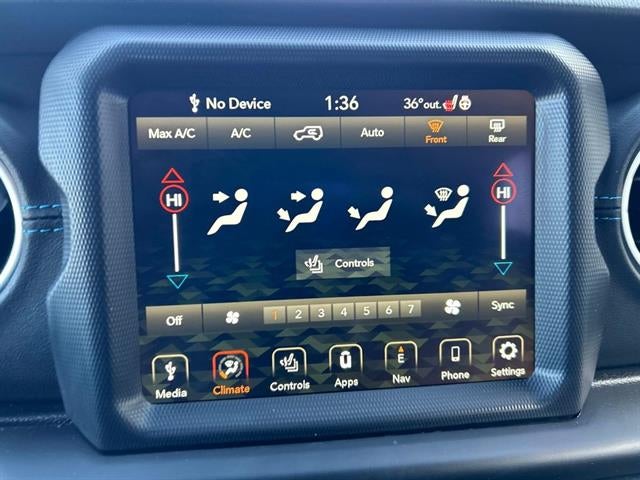 No Device 1:36 36°out.
Max A/C A/C Auto Front Rear
HI HI
Controls
Off 1 2 3 4 5 6 7 Sync
E
Media Climate Controls Apps Nav Phone Settings